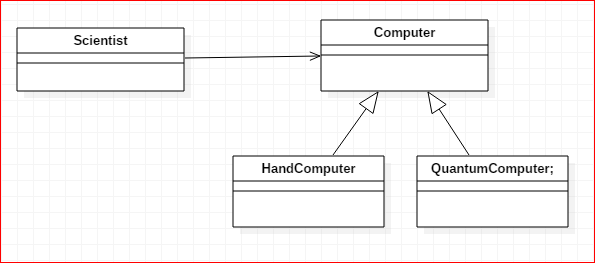 Scientist
Computer
HandComputer
QuantumComputer;